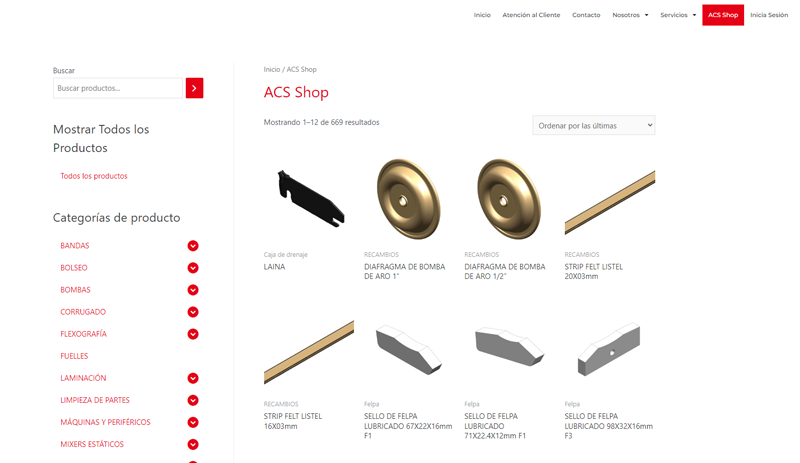 Inicio Atención al Cliente Contacto Nosotros Servicios ACS Shop Inicia Sesión
Buscar
Buscar productos...
Mostrar Todos los
Productos
Todos los productos
Categorías de producto
BANDAS
BOLSEO
BOMBAS
CORRUGADO
FLEXOGRAFÍA
FUELLES
LAMINACIÓN
LIMPIEZA DE PARTES
MÁQUINAS Y PERIFÉRICOS
MIXERS ESTÁTICOS
Inicio / ACS Shop
ACS Shop
Mostrando 1–12 de 669 resultados
Ordenar por las últimas
Caja de drenaje
LAINA
RECAMBIOS
DIAFRAGMA DE BOMBA
DE ARO 1″
RECAMBIOS
DIAFRAGMA DE BOMBA
DE ARO 1/2″
RECAMBIOS
STRIP FELT LISTEL
20X03mm
RECAMBIOS
STRIP FELT LISTEL
16X03mm
Felpa
SELLO DE FELPA
LUBRICADO 67X22X16mm
F1
Felpa
SELLO DE FELPA
LUBRICADO
71X22.4X12mm F1
Felpa
SELLO DE FELPA
LUBRICADO 98X32X16mm
F3